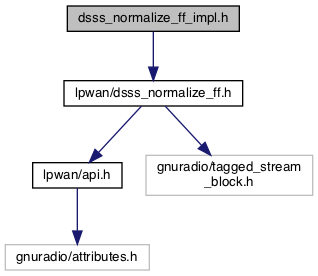 dsss_normalize_ff_impl.h
lpwan/dsss_normalize_ff.h
lpwan/api.h
gnuradio/tagged_stream
_block.h
gnuradio/attributes.h